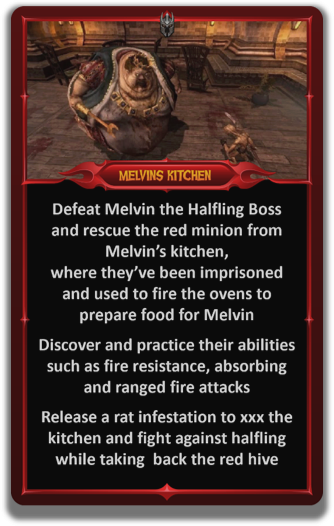 MELVINS KITCHEN
Defeat Melvin the Halfling Boss
and rescue the red minion from
Melvin's kitchen,
where they've been imprisoned
and used to fire the ovens to
prepare food for Melvin
Discover and practice their abilities
such as fire resistance, absorbing
and ranged fire attacks
Release a rat infestation to xxx the
kitchen and fight against halfling
while taking back the red hive